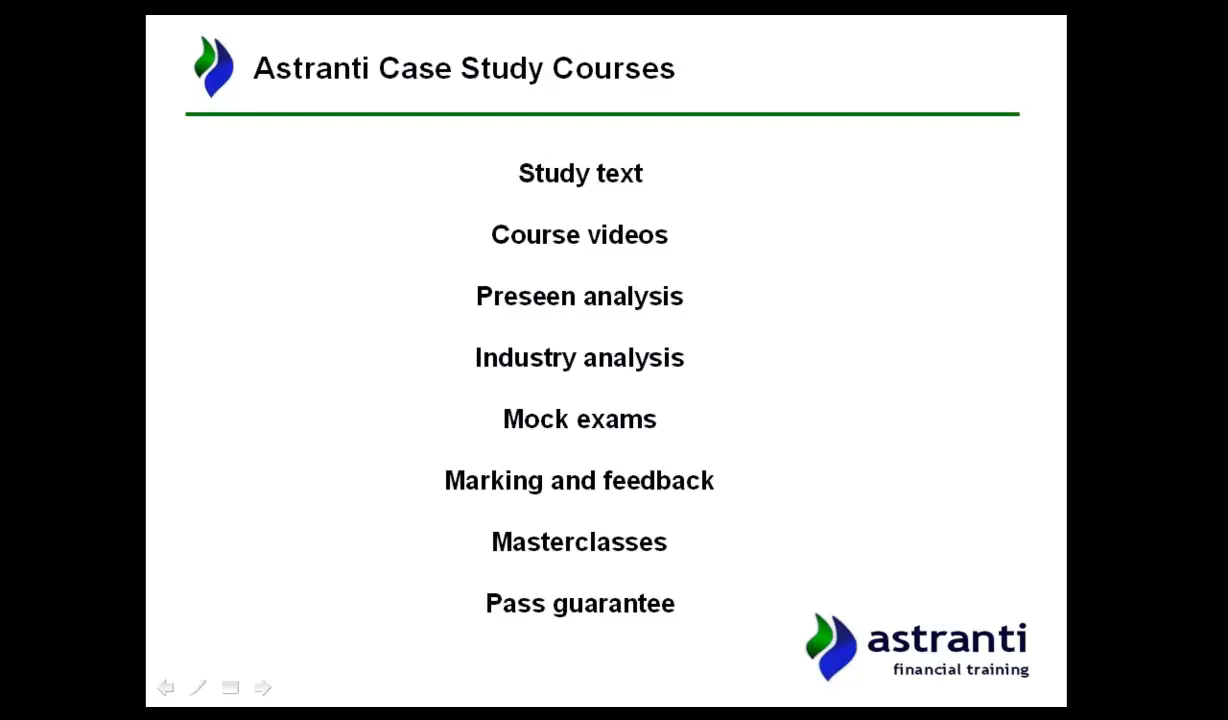 Astranti Case Study Courses
Study text
Course videos
Preseen analysis
Industry analysis
Mock exams
Marking and feedback
Masterclasses
Pass guarantee
astranti
financial training